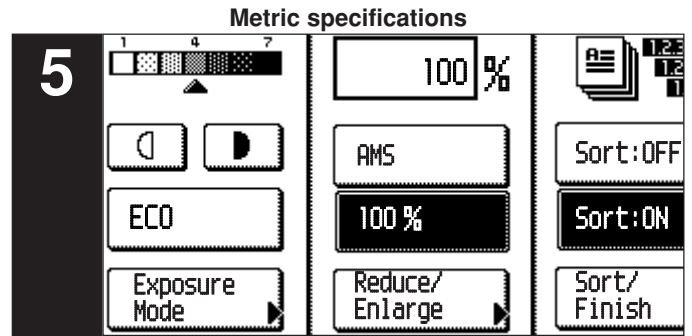 Metric specifications
5
1 4 7
ECO
Exposure
Mode
100 %
AMS
100 %
Reduce/
Enlarge
Sort:OFF
Sort:ON
Sort/
Finish